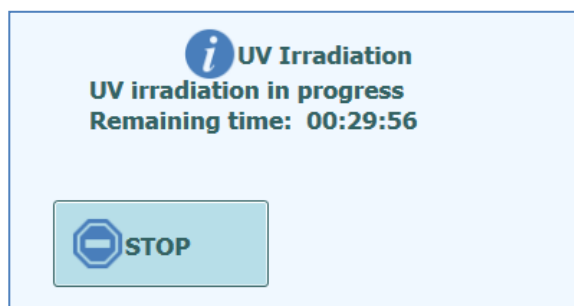 UV Irradiation
UV irradiation in progress
Remaining time: 00:29:56
STOP